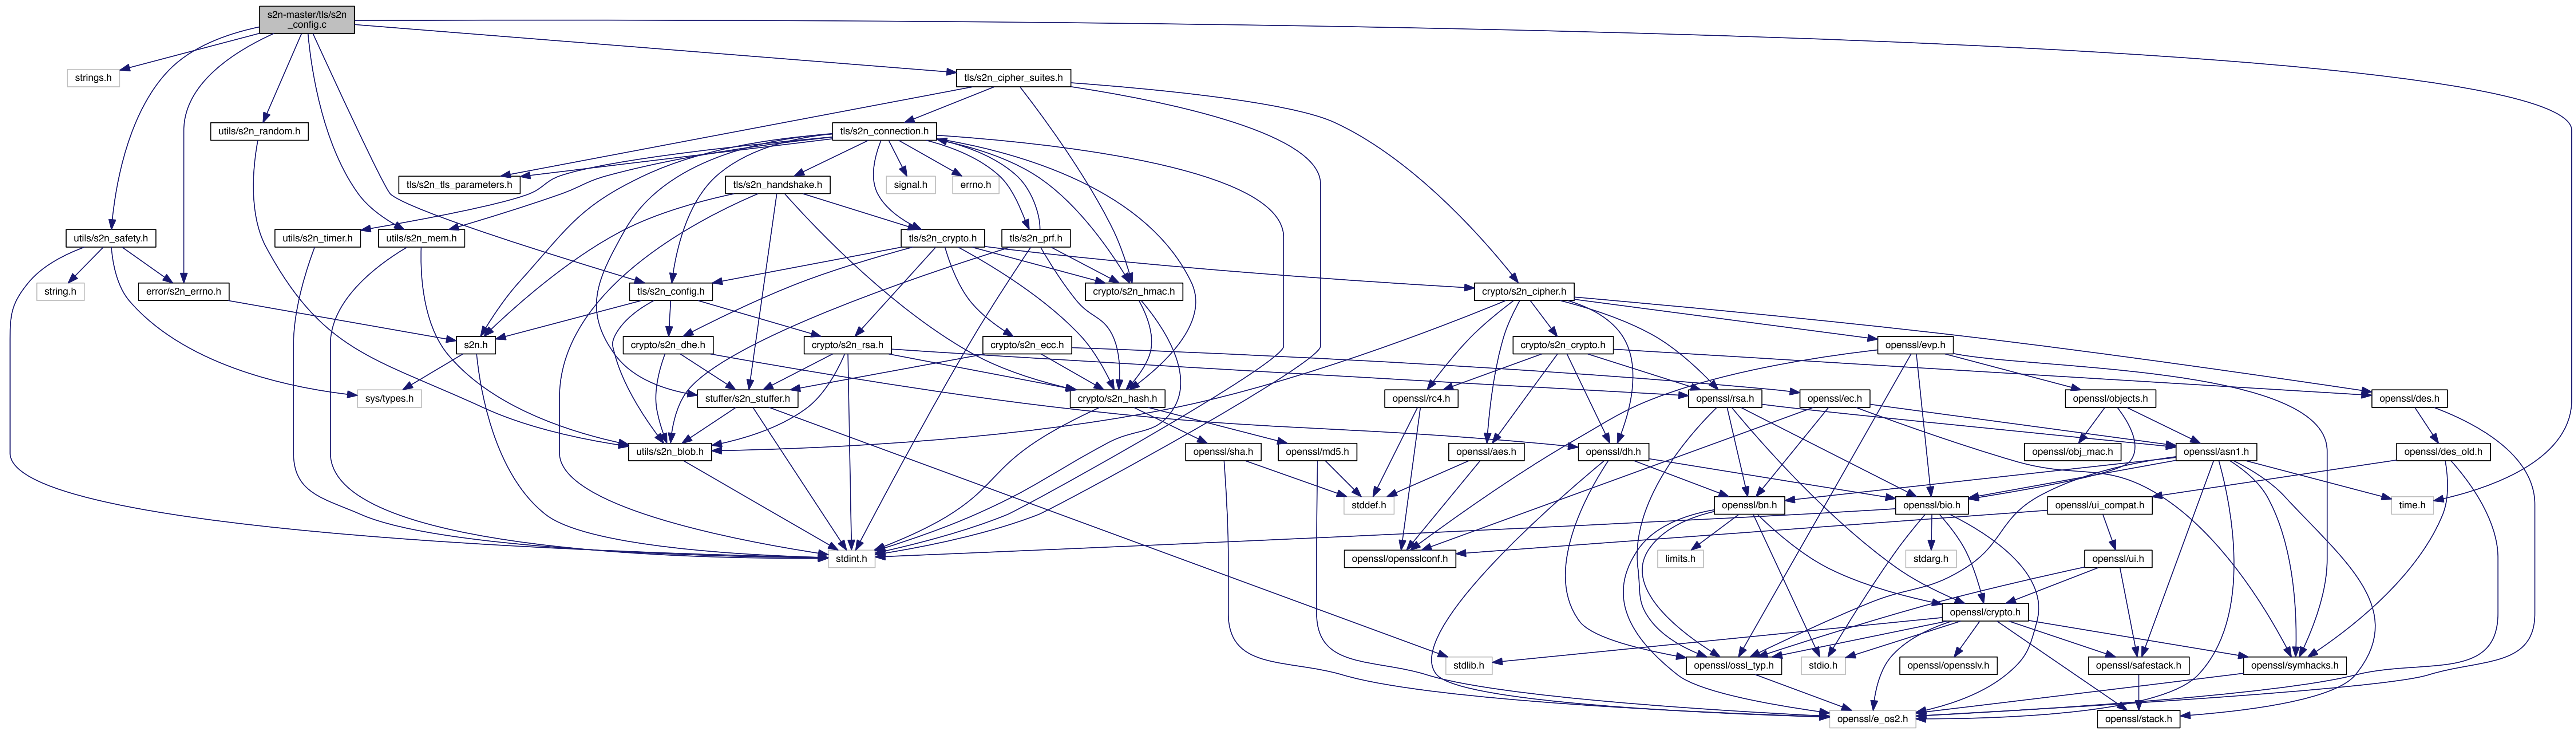 s2n-master/tls/s2n
_config.c
strings.h
tls/s2n_cipher_suites.h
utils/s2n_random.h
tls/s2n_connection.h
tls/s2n_tls_parameters.h
tls/s2n_handshake.h
signal.h
errno.h
utils/s2n_safety.h
utils/s2n_timer.h
utils/s2n_mem.h
tls/s2n_crypto.h
tls/s2n_prf.h
string.h
error/s2n_errno.h
tls/s2n_config.h
crypto/s2n_hmac.h
crypto/s2n_cipher.h
s2n.h
crypto/s2n_dhe.h
crypto/s2n_rsa.h
crypto/s2n_ecc.h
crypto/s2n_crypto.h
openssl/evp.h
sys/types.h
stuffer/s2n_stuffer.h
crypto/s2n_hash.h
openssl/rc4.h
openssl/rsa.h
openssl/ec.h
openssl/objects.h
openssl/des.h
utils/s2n_blob.h
openssl/sha.h
openssl/md5.h
openssl/aes.h
openssl/dh.h
openssl/obj_mac.h
openssl/asn1.h
openssl/des_old.h
stddef.h
openssl/bn.h
openssl/bio.h
openssl/ui_compat.h
time.h
stdint.h
openssl/opensslconf.h
limits.h
stdarg.h
openssl/ui.h
openssl/crypto.h
stdlib.h
openssl/ossl_typ.h
stdio.h
openssl/opensslv.h
openssl/safestack.h
openssl/symhacks.h
openssl/e_os2.h
openssl/stack.h